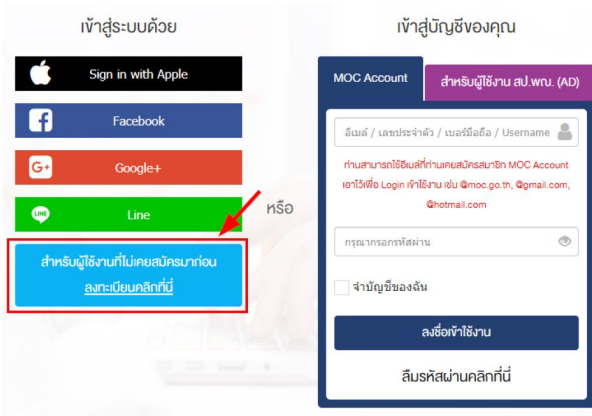 เข้าสู่ระบบด้วย
Sign in with Apple
Facebook
G+ Google+
LINE Line
สำหรับผู้ใช้งานที่ไม่เคยสมัครมาก่อน
ลงทะเบียนคลิกที่นี่
หรือ
เข้าสู่บัญชีของคุณ
MOC Account
สำหรับผู้ใช้งาน สป.พณ. (AD)
อีเมล์ / เลขประจำตัว / เบอร์มือถือ / Username
ท่านสามารถใช้อีเมล์ที่ท่านเคยสมัครสมาชิก MOC Account
เอาไว้เพื่อ Login เข้าใช้งาน เช่น @moc.go.th, @gmail.com,
@hotmail.com
กรุณากรอกรหัสผ่าน
จำบัญชีของฉัน
ลงชื่อเข้าใช้งาน
ลืมรหัสผ่านคลิกที่นี่